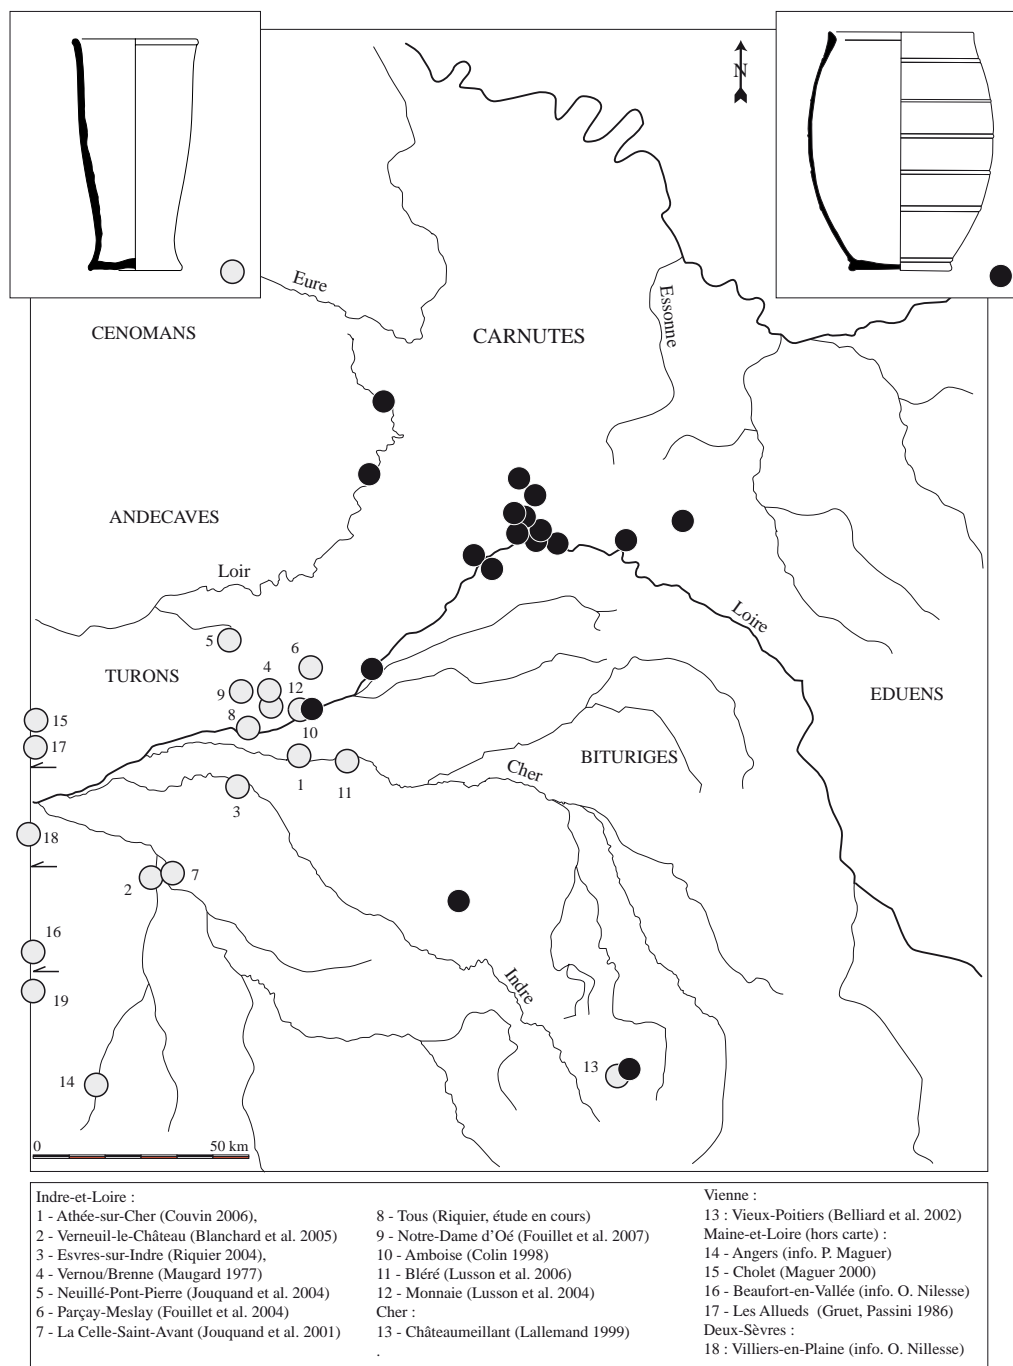 N
Eure
Essonne
CENOMANS
CARNUTES
ANDECAVES
Loir
Loire
5
6
TURONS
4
9
12
EDUENS
15
8
10
17
BITURIGES
1
11
Cher
3
18
7
2
16
Indre
19
13
14
0 50 km
Indre-et-Loire :
1 - Athée-sur-Cher (Couvin 2006),
2 - Verneuil-le-Château (Blanchard et al. 2005)
3 - Esvres-sur-Indre (Riquier 2004),
4 - Vernou/Brenne (Maugard 1977)
5 - Neuillé-Pont-Pierre (Jouquand et al. 2004)
6 - Parçay-Meslay (Fouillet et al. 2004)
7 - La Celle-Saint-Avant (Jouquand et al. 2001)
8 - Tous (Riquier, étude en cours)
9 - Notre-Dame d'Oé (Fouillet et al. 2007)
10 - Amboise (Colin 1998)
11 - Bléré (Lusson et al. 2006)
12 - Monnaie (Lusson et al. 2004)
Cher :
13 - Châteaumeillant (Lallemand 1999)
.
Vienne :
13 : Vieux-Poitiers (Belliard et al. 2002)
Maine-et-Loire (hors carte) :
14 - Angers (info. P. Maguer)
15 - Cholet (Maguer 2000)
16 - Beaufort-en-Vallée (info. O. Nilesse)
17 - Les Allueds (Gruet, Passini 1986)
Deux-Sèvres :
18 : Villiers-en-Plaine (info. O. Nillesse)